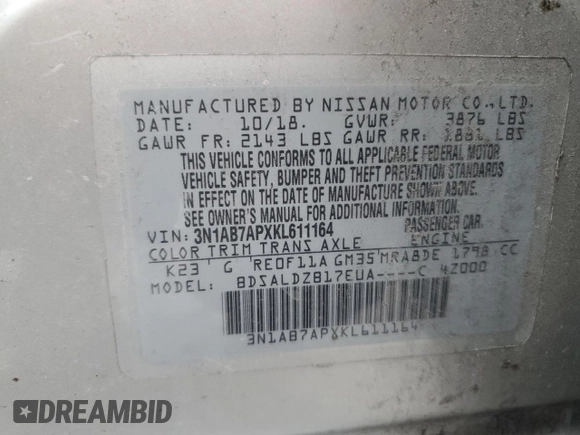 MANUFACTURED BY NISSAN MOTOR CO., LTD.
DATE: 10/18. GVWR: 3876 LBS
GAWR FR: 2143 LBS GAWR RR: 1881 LBS
THIS VEHICLE CONFORMS TO ALL APPLICABLE FEDERAL MOTOR
VEHICLE SAFETY, BUMPER AND THEFT PREVENTION STANDARDS
IN EFFECT ON THE DATE OF MANUFACTURE SHOWN ABOVE.
SEE OWNER'S MANUAL FOR ADDITIONAL INFORMATION.
VIN: 3N1AB7APXKL611164 PASSENGER CAR
COLOR TRIM TRANS AXLE ENGINE
K23 G RE0F11A GM35 MRA8DE 1798 CC
MODEL: BDSALDZB17EUA----C 4Z000
3N1AB7APXKL611164
DREAMBID